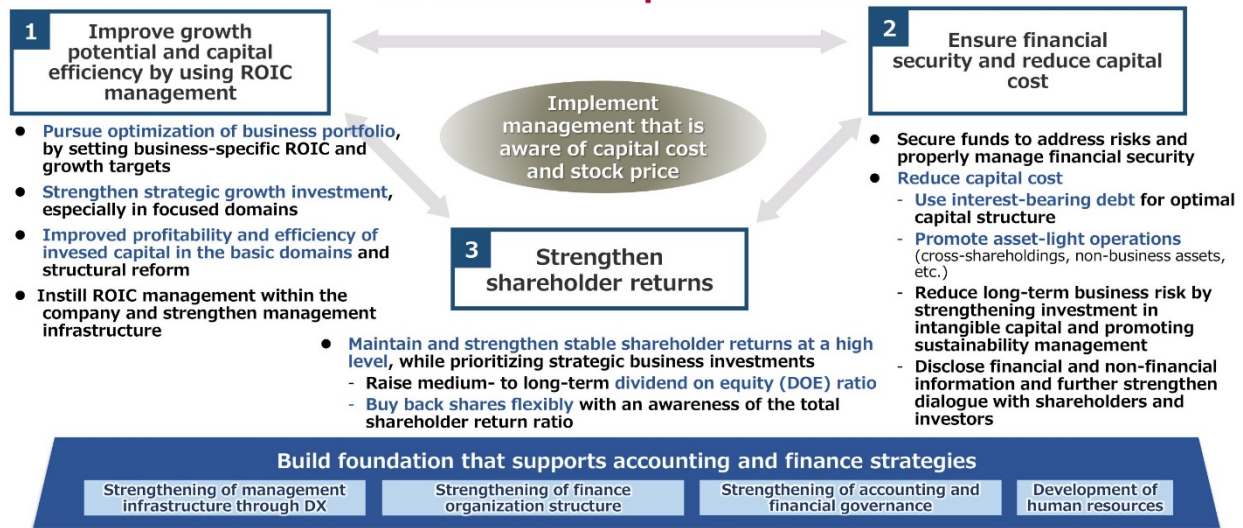 1
Improve growth
potential and capital
efficiency by using ROIC
management
● Pursue optimization of business portfolio,
by setting business-specific ROIC and
growth targets
● Strengthen strategic growth investment,
especially in focused domains
● Improved profitability and efficiency of
invesed capital in the basic domains and
structural reform
● Instill ROIC management within the
company and strengthen management
infrastructure
Implement
management that is
aware of capital cost
and stock price
2
Ensure financial
security and reduce capital
cost
● Secure funds to address risks and
properly manage financial security
● Reduce capital cost
- Use interest-bearing debt for optimal
capital structure
- Promote asset-light operations
(cross-shareholdings, non-business assets,
etc.)
- Reduce long-term business risk by
strengthening investment in
intangible capital and promoting
sustainability management
- Disclose financial and non-financial
information and further strengthen
dialogue with shareholders and
investors
3
Strengthen
shareholder returns
● Maintain and strengthen stable shareholder returns at a high
level, while prioritizing strategic business investments
- Raise medium- to long-term dividend on equity (DOE) ratio
- Buy back shares flexibly with an awareness of the total
shareholder return ratio
Build foundation that supports accounting and finance strategies
Strengthening of management
infrastructure through DX
Strengthening of finance
organization structure
Strengthening of accounting and
financial governance
Development of
human resources